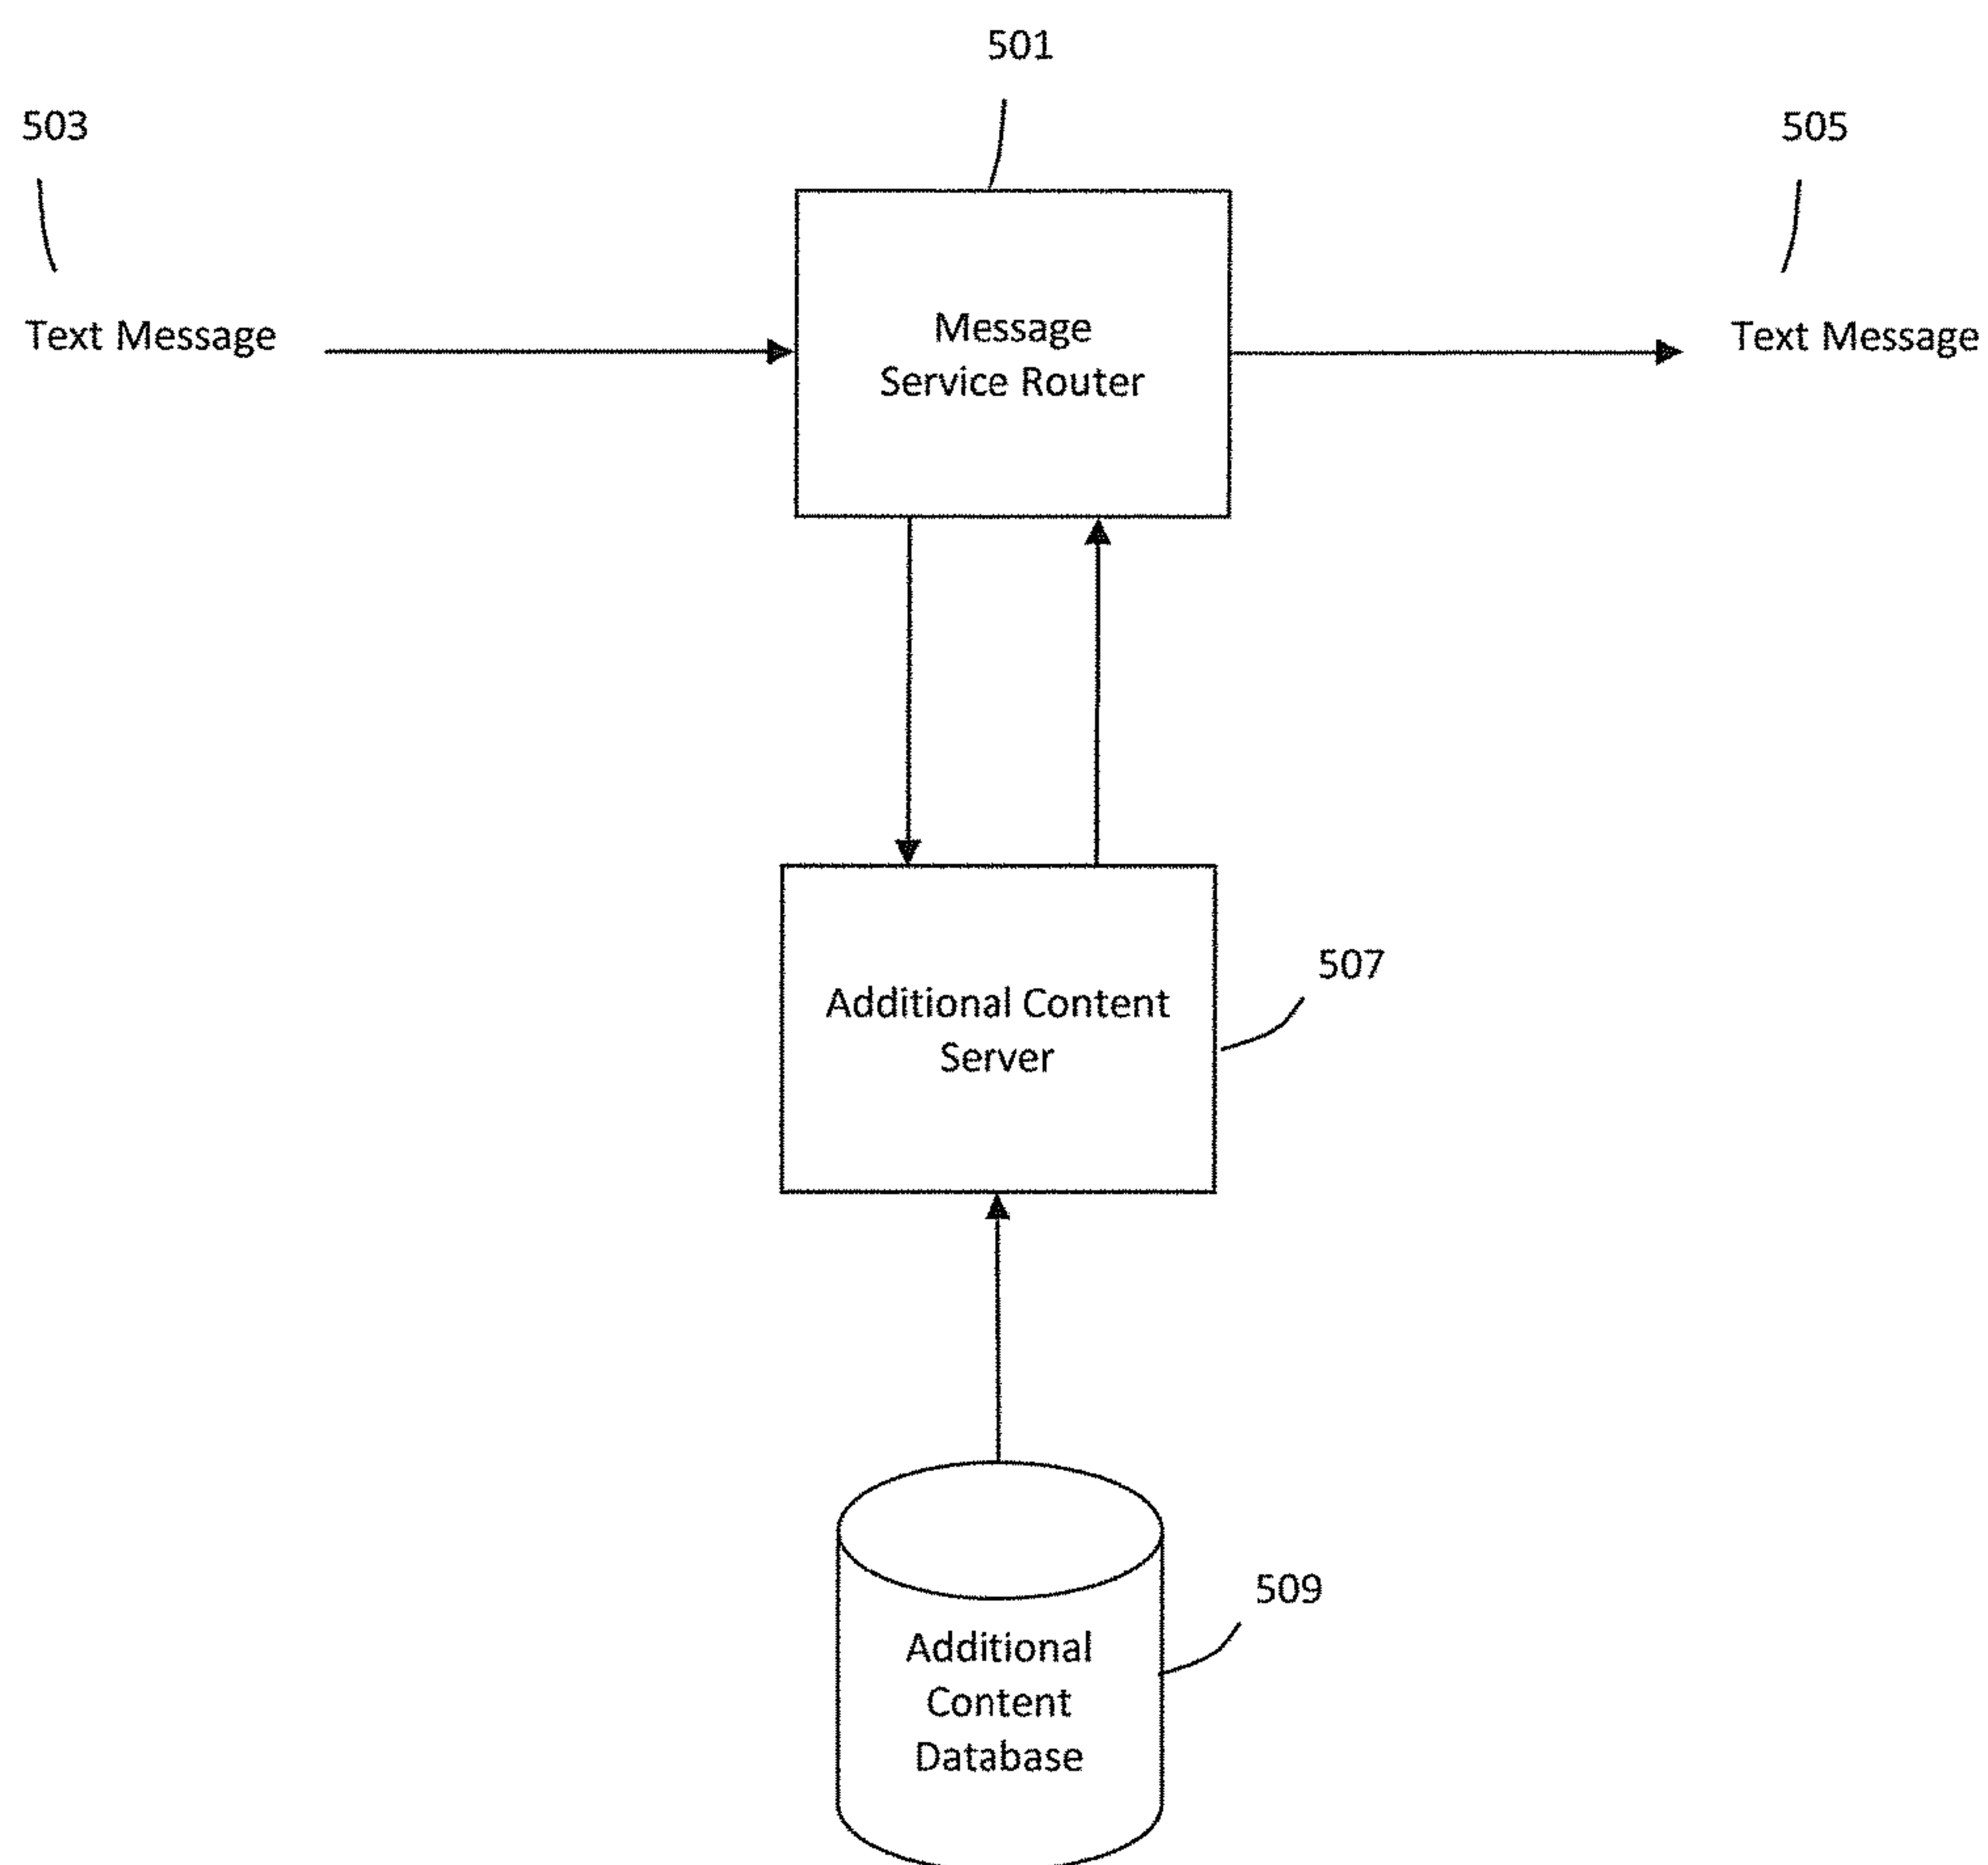 501
503
505
Text Message
Message
Service Router
Text Message
507
Additional Content
Server
509
Additional
Content
Database